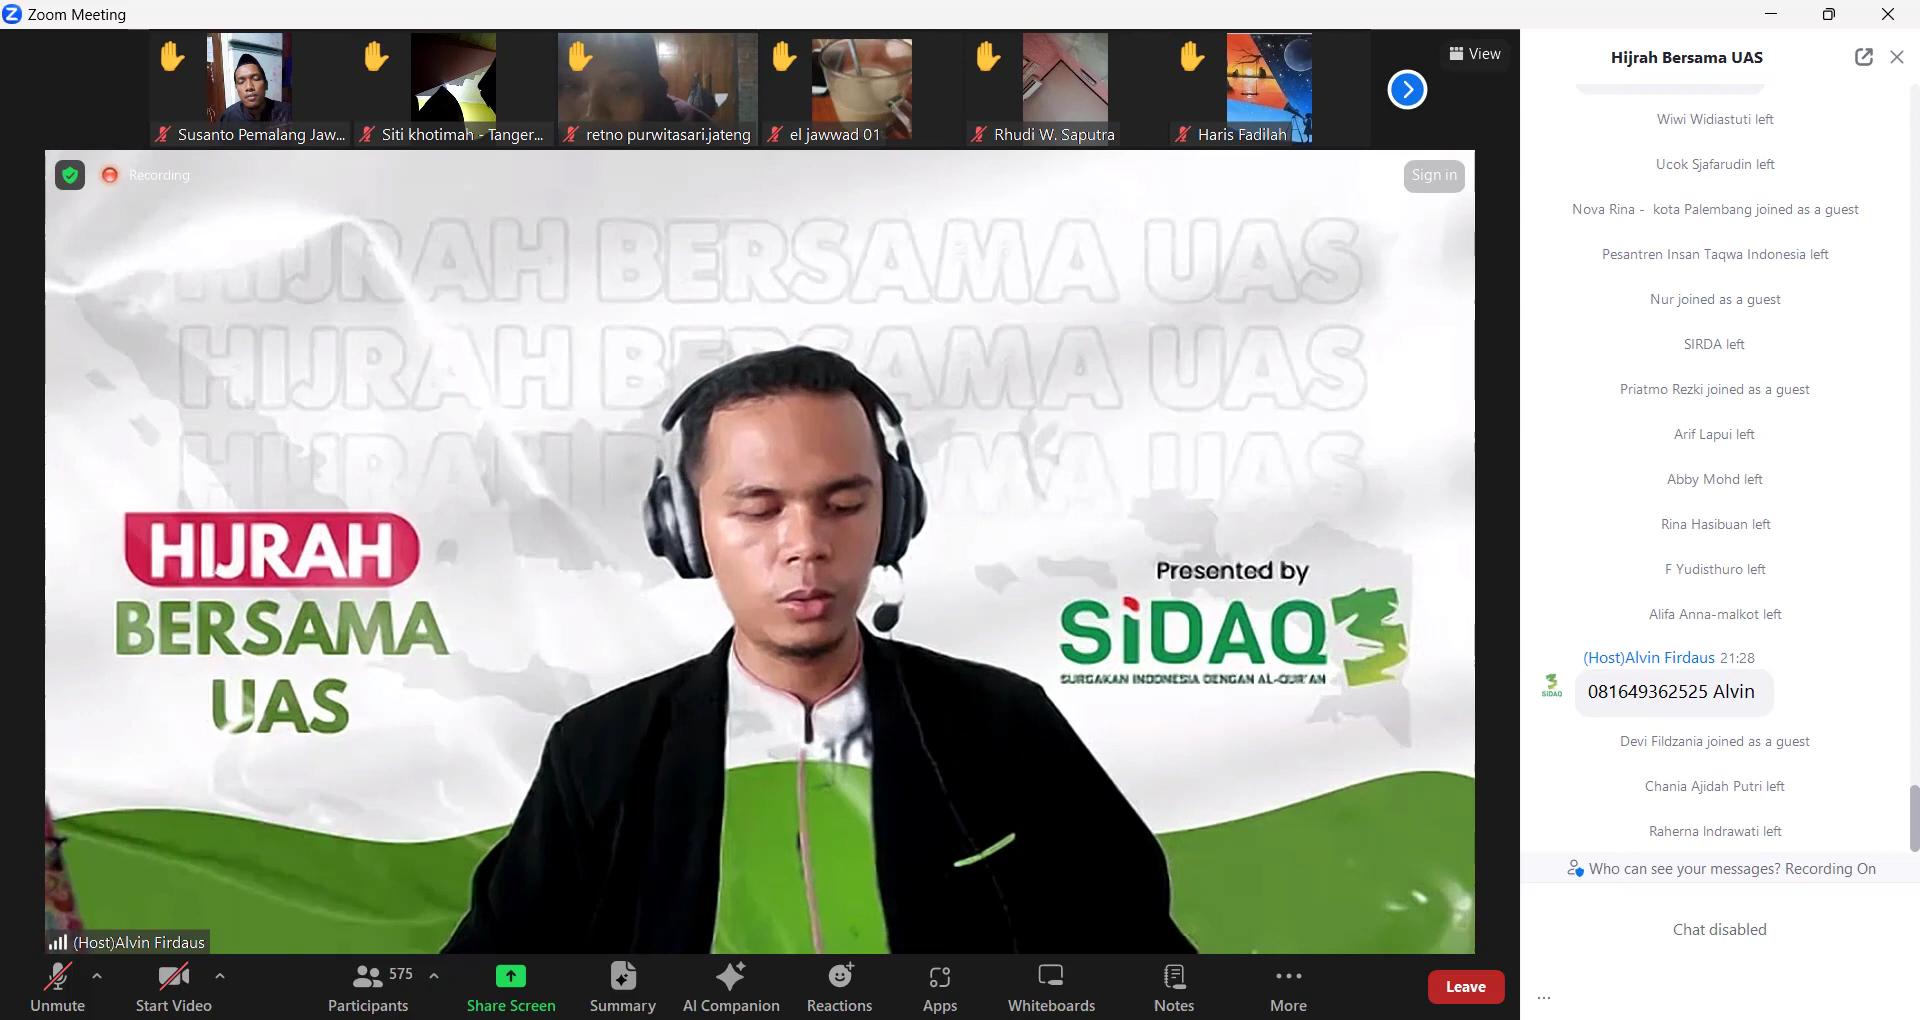 Zoom Meeting
Susanto Pemalang Jaw...
Siti khotimah - Tanger...
retno purwitasari.jateng
el jawwad 01
Rhudi W. Saputra
Haris Fadilah
View
Recording
Sign in
HIJRAH BERSAMA UAS
HIJRAH BERSAMA UAS
HIJRAH BERSAMA UAS
HIJRAH
BERSAMA
UAS
Presented by
SiDAQ
SURGAKAN INDONESIA DENGAN AL-QUR'AN
(Host)Alvin Firdaus
Unmute
Start Video
575
Participants
Share Screen
Summary
AI Companion
Reactions
Apps
Whiteboards
Notes
More
Leave
Hijrah Bersama UAS
Wiwi Widiastuti left
Ucok Sjafarudin left
Nova Rina - kota Palembang joined as a guest
Pesantren Insan Taqwa Indonesia left
Nur joined as a guest
SIRDA left
Priatmo Rezki joined as a guest
Arif Lapui left
Abby Mohd left
Rina Hasibuan left
F Yudisthuro left
Alifa Anna-malkot left
(Host)Alvin Firdaus 21:28
SiDAQ
081649362525 Alvin
Devi Fildzania joined as a guest
Chania Ajidah Putri left
Raherna Indrawati left
Who can see your messages? Recording On
Chat disabled
...